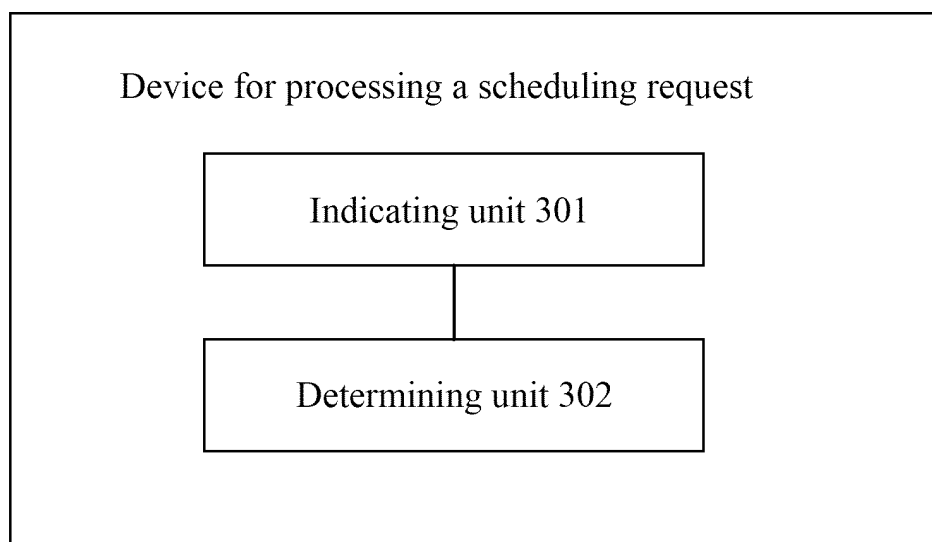 Device for processing a scheduling request
Indicating unit 301
Determining unit 302